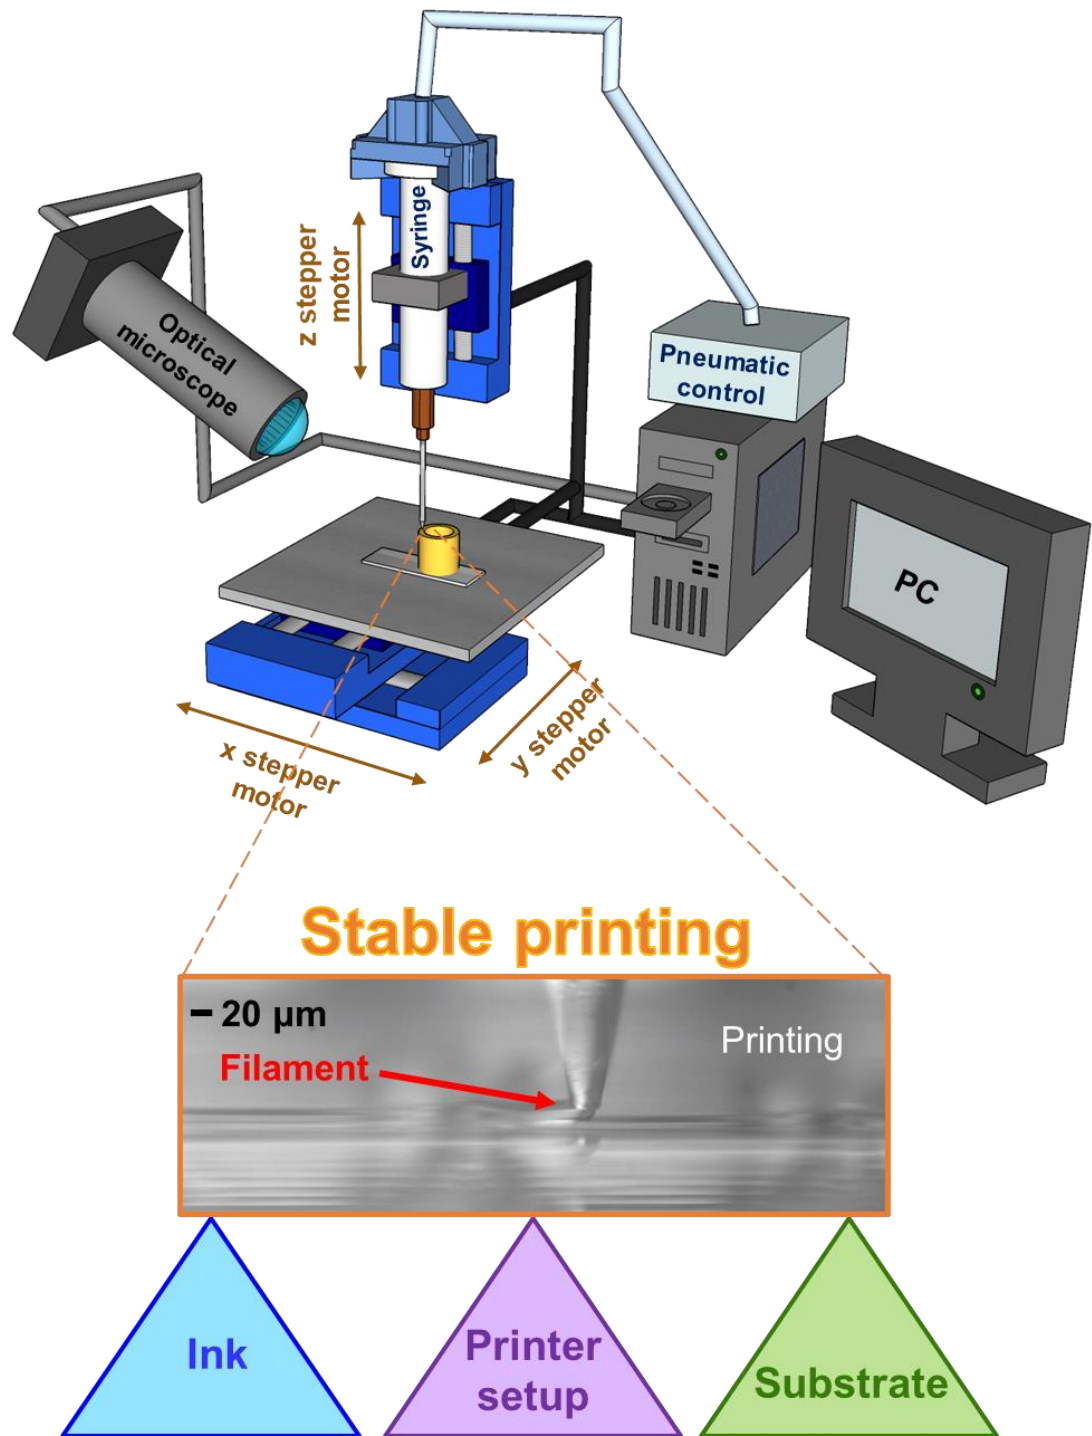 Syringe
z stepper
motor
Optical
microscope
Pneumatic
control
PC
x stepper
motor
y stepper
motor
Stable printing
20 µm
Filament
Printing
Ink
Printer
setup
Substrate